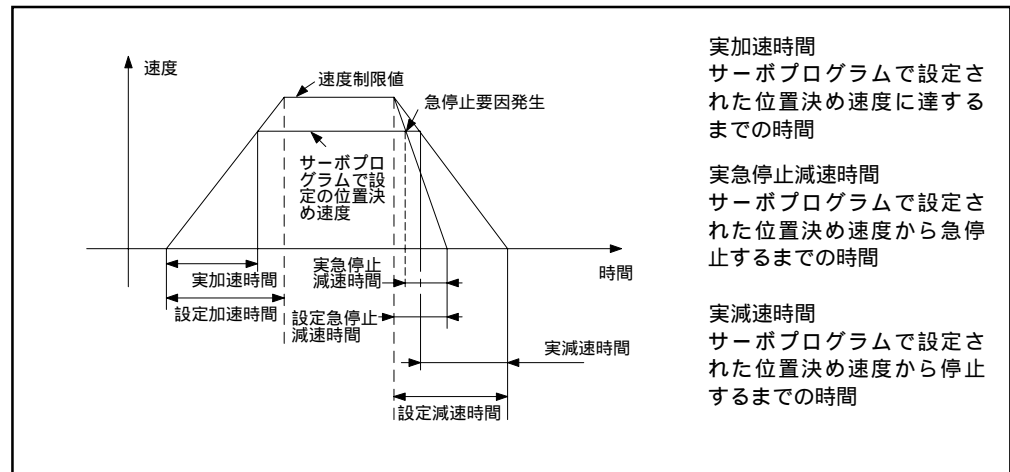 速度
速度制限値
急停止要因発生
サーボプロ
グラムで設
定の位置決
め速度
時間
実加速時間
設定加速時間
実急停止
減速時間
設定急停止
減速時間
実減速時間
設定減速時間
実加速時間
サーボプログラムで設定さ
れた位置決め速度に達する
までの時間
実急停止減速時間
サーボプログラムで設定さ
れた位置決め速度から急停
止するまでの時間
実減速時間
サーボプログラムで設定さ
れた位置決め速度から停止
するまでの時間